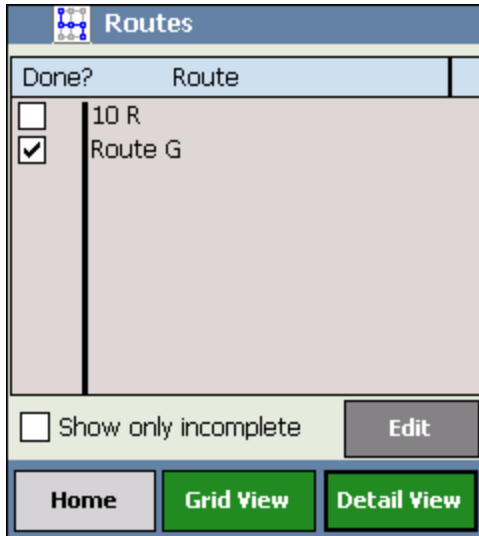 Routes
Done? Route
10 R
Route G
Show only incomplete Edit
Home Grid View Detail View